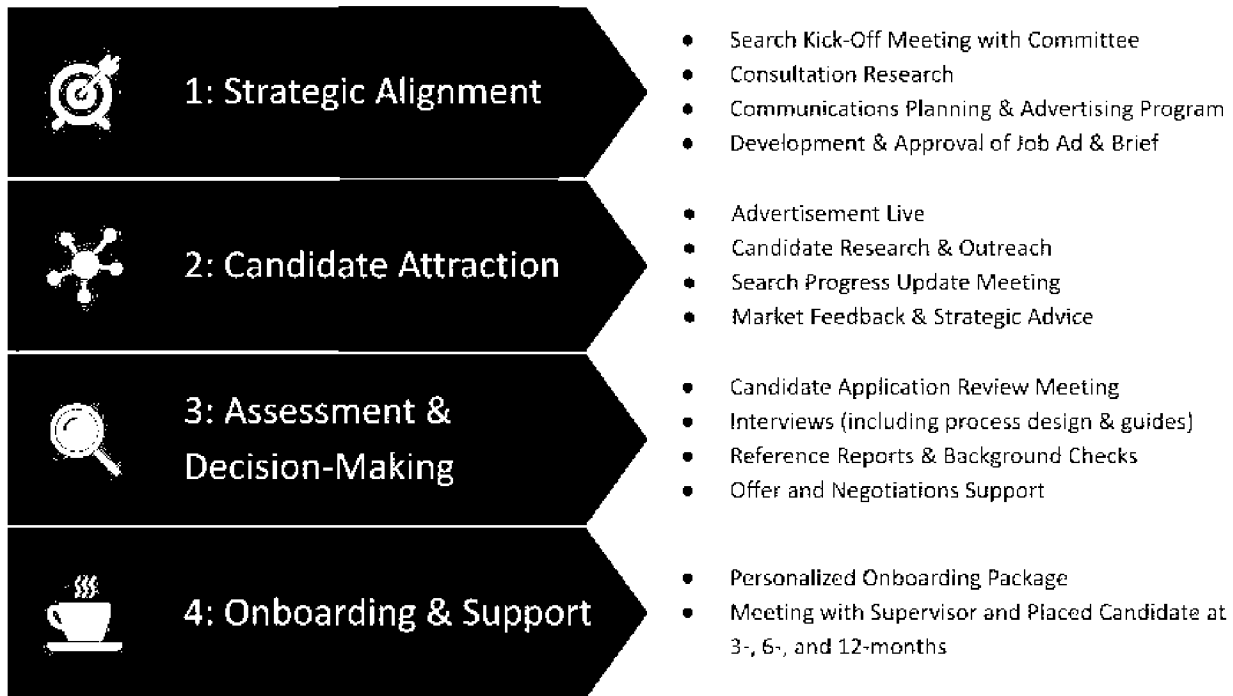 1: Strategic Alignment
• Search Kick-Off Meeting with Committee
• Consultation Research
• Communications Planning & Advertising Program
• Development & Approval of Job Ad & Brief
2: Candidate Attraction
• Advertisement Live
• Candidate Research & Outreach
• Search Progress Update Meeting
• Market Feedback & Strategic Advice
3: Assessment &
Decision-Making
• Candidate Application Review Meeting
• Interviews (including process design & guides)
• Reference Reports & Background Checks
• Offer and Negotiations Support
4: Onboarding & Support
• Personalized Onboarding Package
• Meeting with Supervisor and Placed Candidate at
3-, 6-, and 12-months